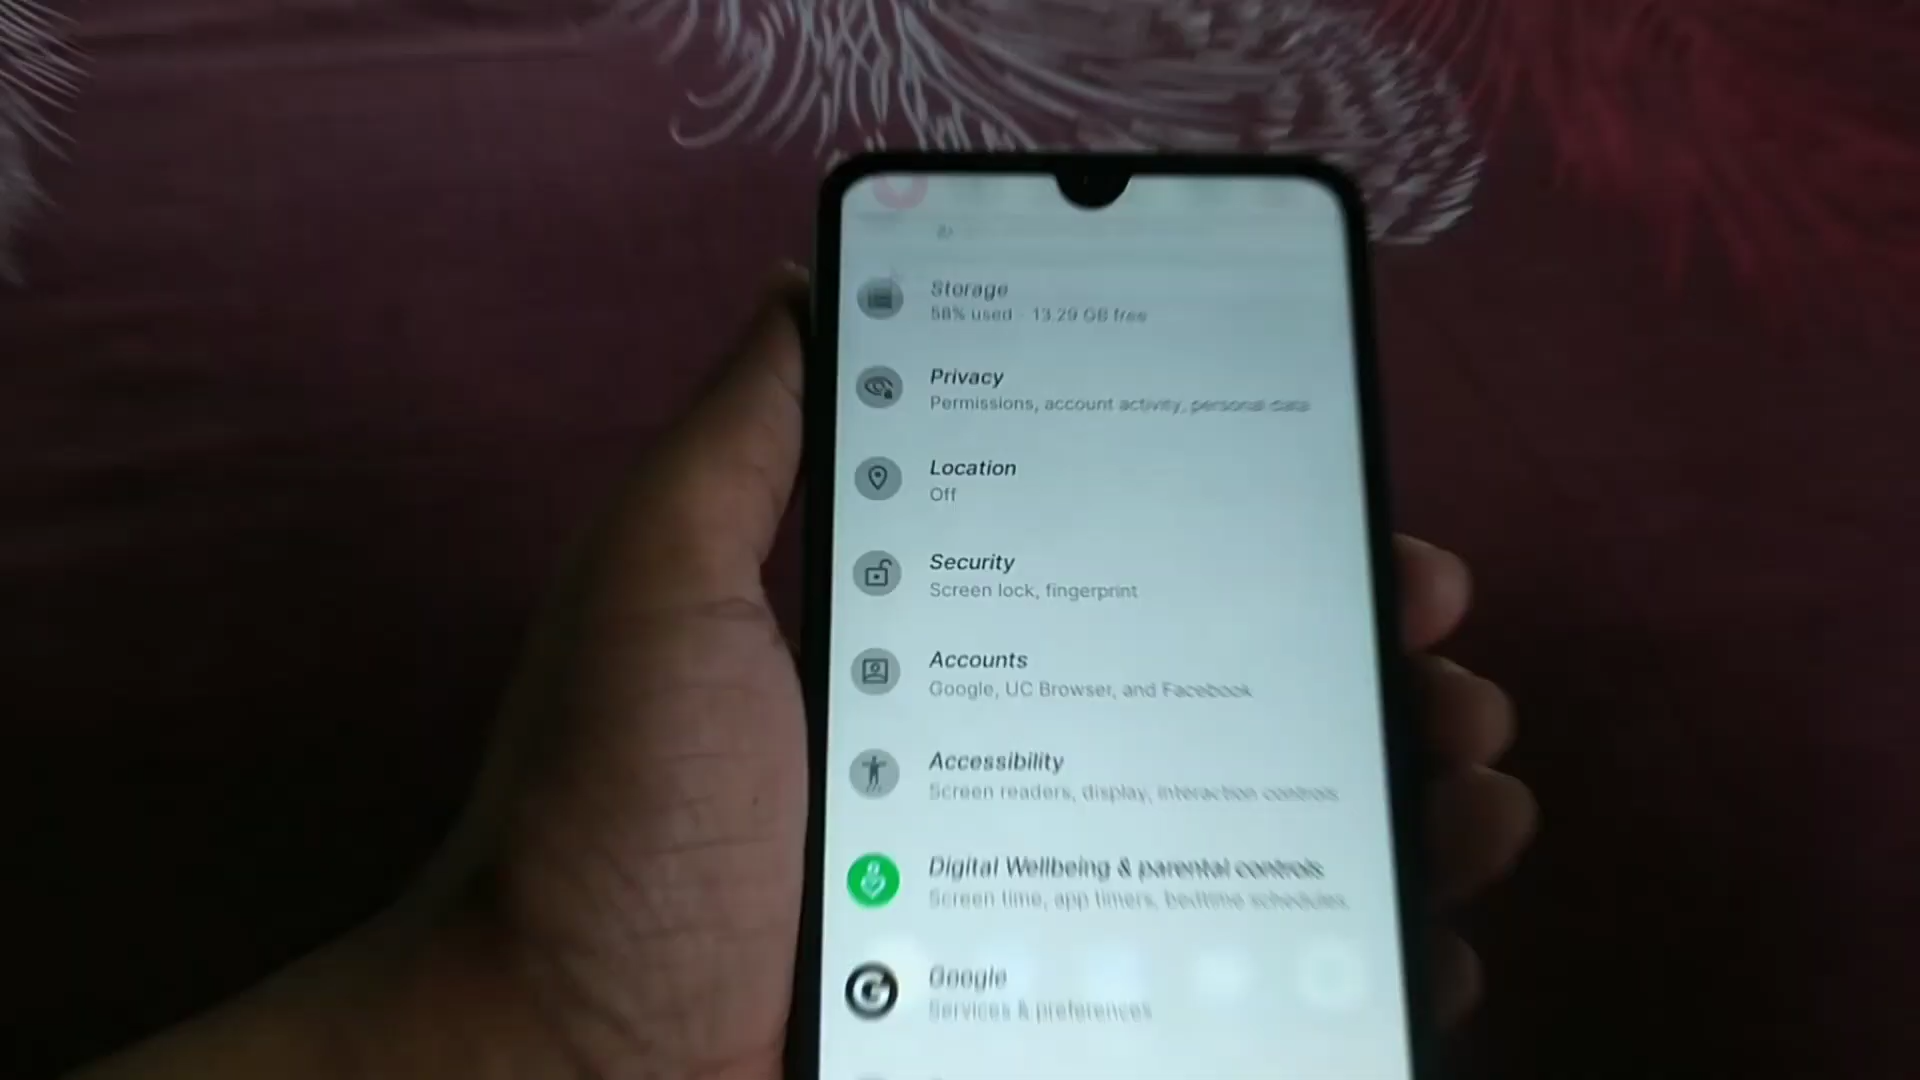 Storage
58% used - 13.29 GB free
Privacy
Permissions, account activity, personal data
Location
Off
Security
Screen lock, fingerprint
Accounts
Google, UC Browser, and Facebook
Accessibility
Screen readers, display, interaction controls
Digital Wellbeing & parental controls
Screen time, app timers, bedtime schedules
Google
Services & preferences